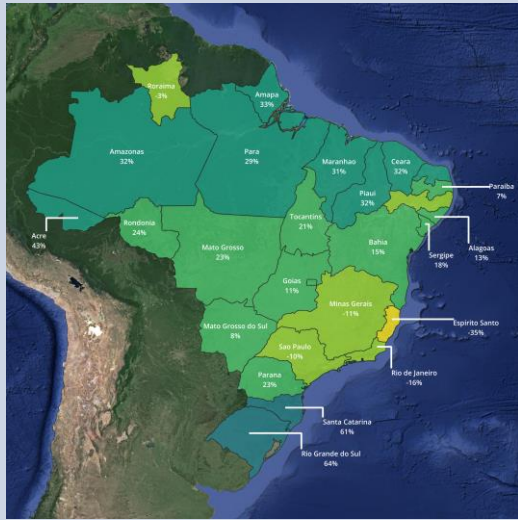 Roraima
-3%
Amapa
33%
Amazonas
32%
Para
29%
Maranhao
31%
Ceara
32%
Piaui
32%
Paraiba
7%
Acre
43%
Rondonia
24%
Tocantins
21%
Mato Grosso
23%
Bahia
15%
Sergipe
18%
Alagoas
13%
Goias
11%
Minas Gerais
-11%
Espirito Santo
-35%
Mato Grosso do Sul
8%
Sao Paulo
-10%
Rio de Janeiro
-16%
Parana
23%
Santa Catarina
61%
Rio Grande do Sul
64%